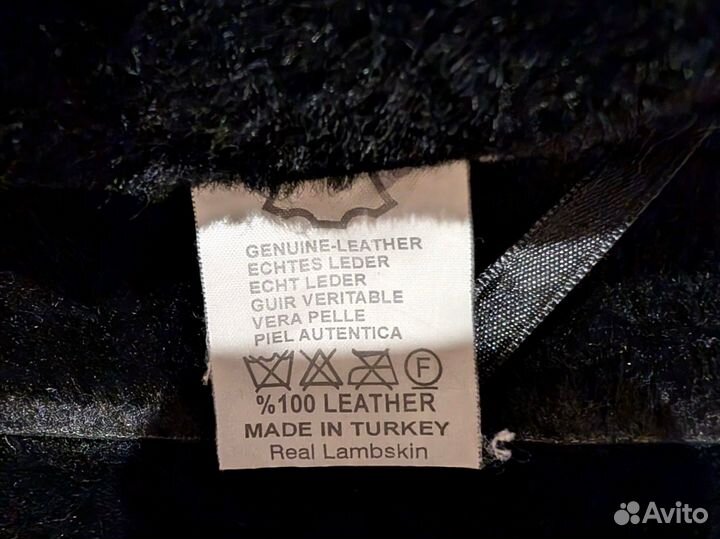 GENUINE-LEATHER
ECHTES LEDER
ECHT LEDER
GUIR VERITABLE
VERA PELLE
PIEL AUTENTICA
F
%100 LEATHER
MADE IN TURKEY
Real Lambskin
Avito